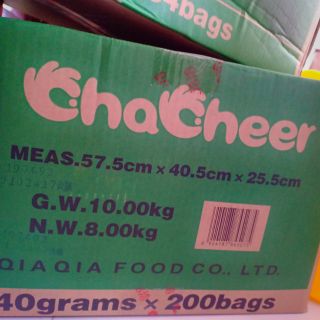 4bags
ChaCheer
MEAS.57.5cm × 40.5cm × 25.5cm
G.W.10.00kg
N.W.8.00kg
QIAQIA FOOD CO., LTD.
40grams × 200bags